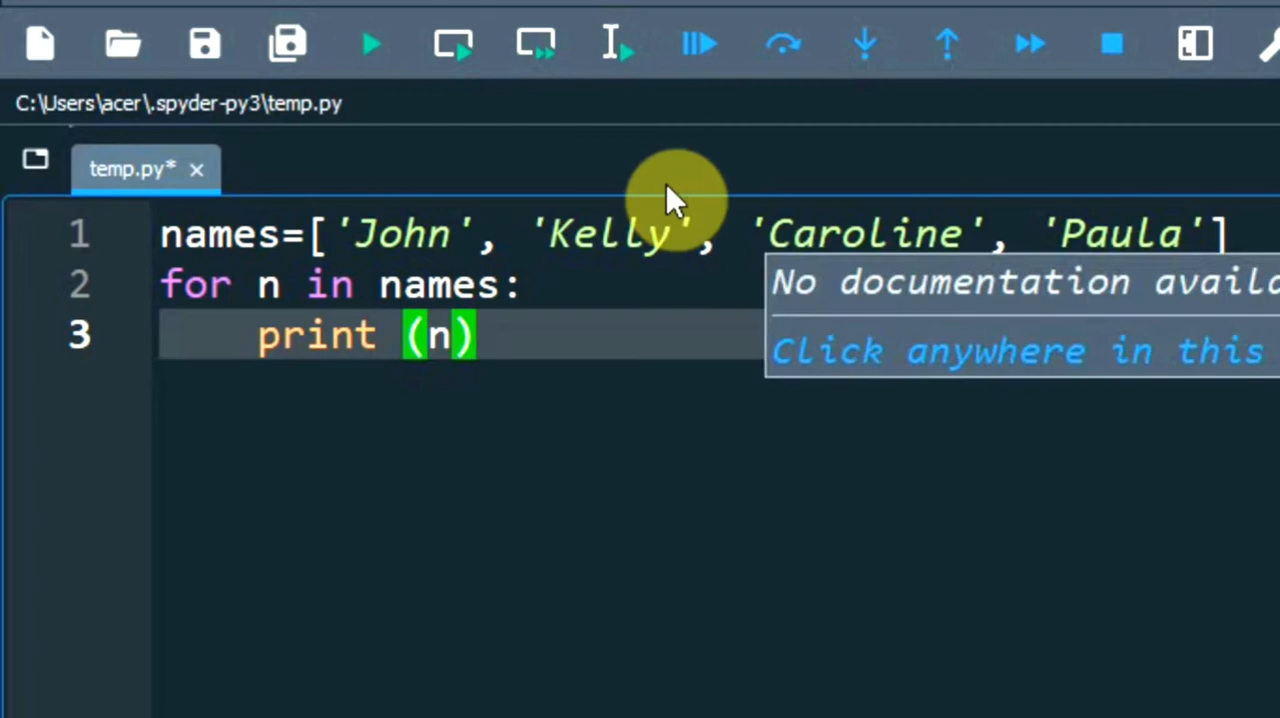 C:\Users\acer\.spyder-py3\temp.py
temp.py*
1 names=['John', 'Kelly', 'Caroline', 'Paula']
2 for n in names:
3     print (n)
No documentation
Click anywhere in this